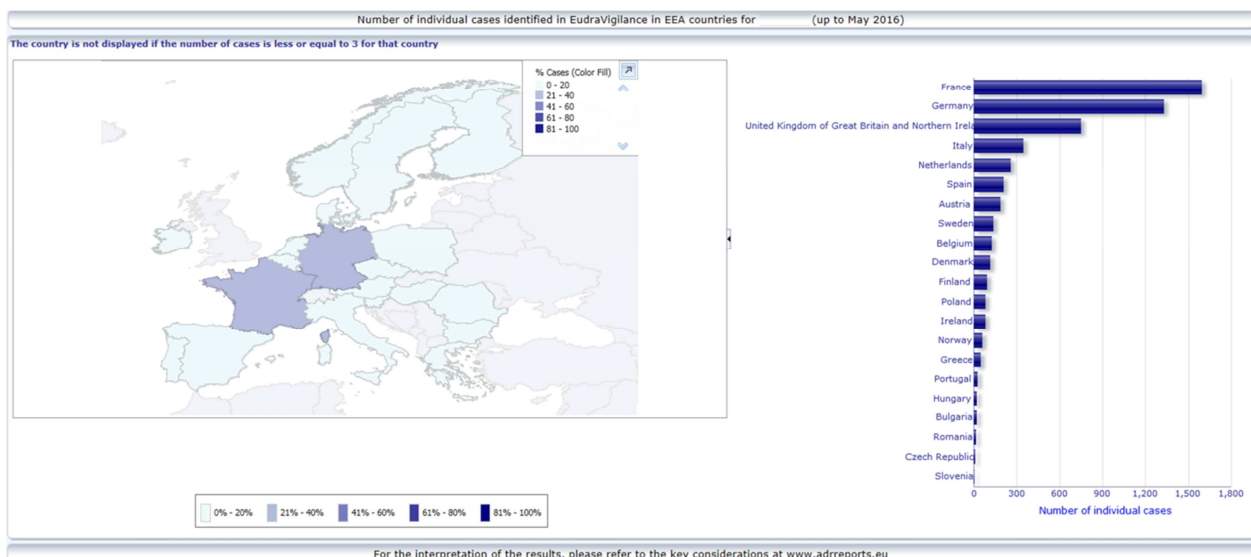 Number of individual cases identified in EudraVigilance in EEA countries for (up to May 2016)
The country is not displayed if the number of cases is less or equal to 3 for that country
% Cases (Color Fill)
0 - 20
21 - 40
41 - 60
61 - 80
81 - 100
France
Germany
United Kingdom of Great Britain and Northern Irel
Italy
Netherlands
Spain
Austria
Sweden
Belgium
Denmark
Finland
Poland
Ireland
Norway
Greece
Portugal
Hungary
Bulgaria
Romania
Czech Republic
Slovenia
0 300 600 900 1,200 1,500 1,800
Number of individual cases
0% - 20% 21% - 40% 41% - 60% 61% - 80% 81% - 100%
For the interpretation of the results, please refer to the key considerations at www.adrreports.eu